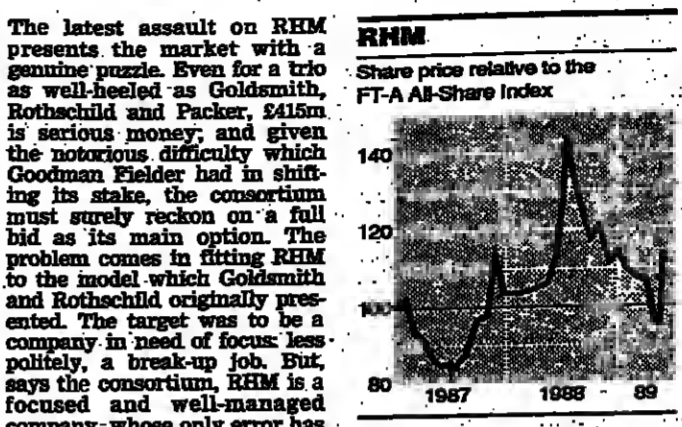 The latest assault on RHM
presents the market with a
genuine puzzle. Even for a trio
as well-heeled as Goldsmith,
Rothschild and Packer, £415m
is serious money; and given
the notorious difficulty which
Goodman Fielder had in shift-
ing its stake, the consortium
must surely reckon on a full
bid as its main option. The
problem comes in fitting RHM
to the model which Goldsmith
and Rothschild originally pres-
ented. The target was to be a
company in need of focus: less
politely, a break-up job. But,
says the consortium, RHM is a
focused and well-managed
company whose only error has
RHM
Share price relative to the
FT-A All-Share Index
140
120
100
80
1987 1988 89